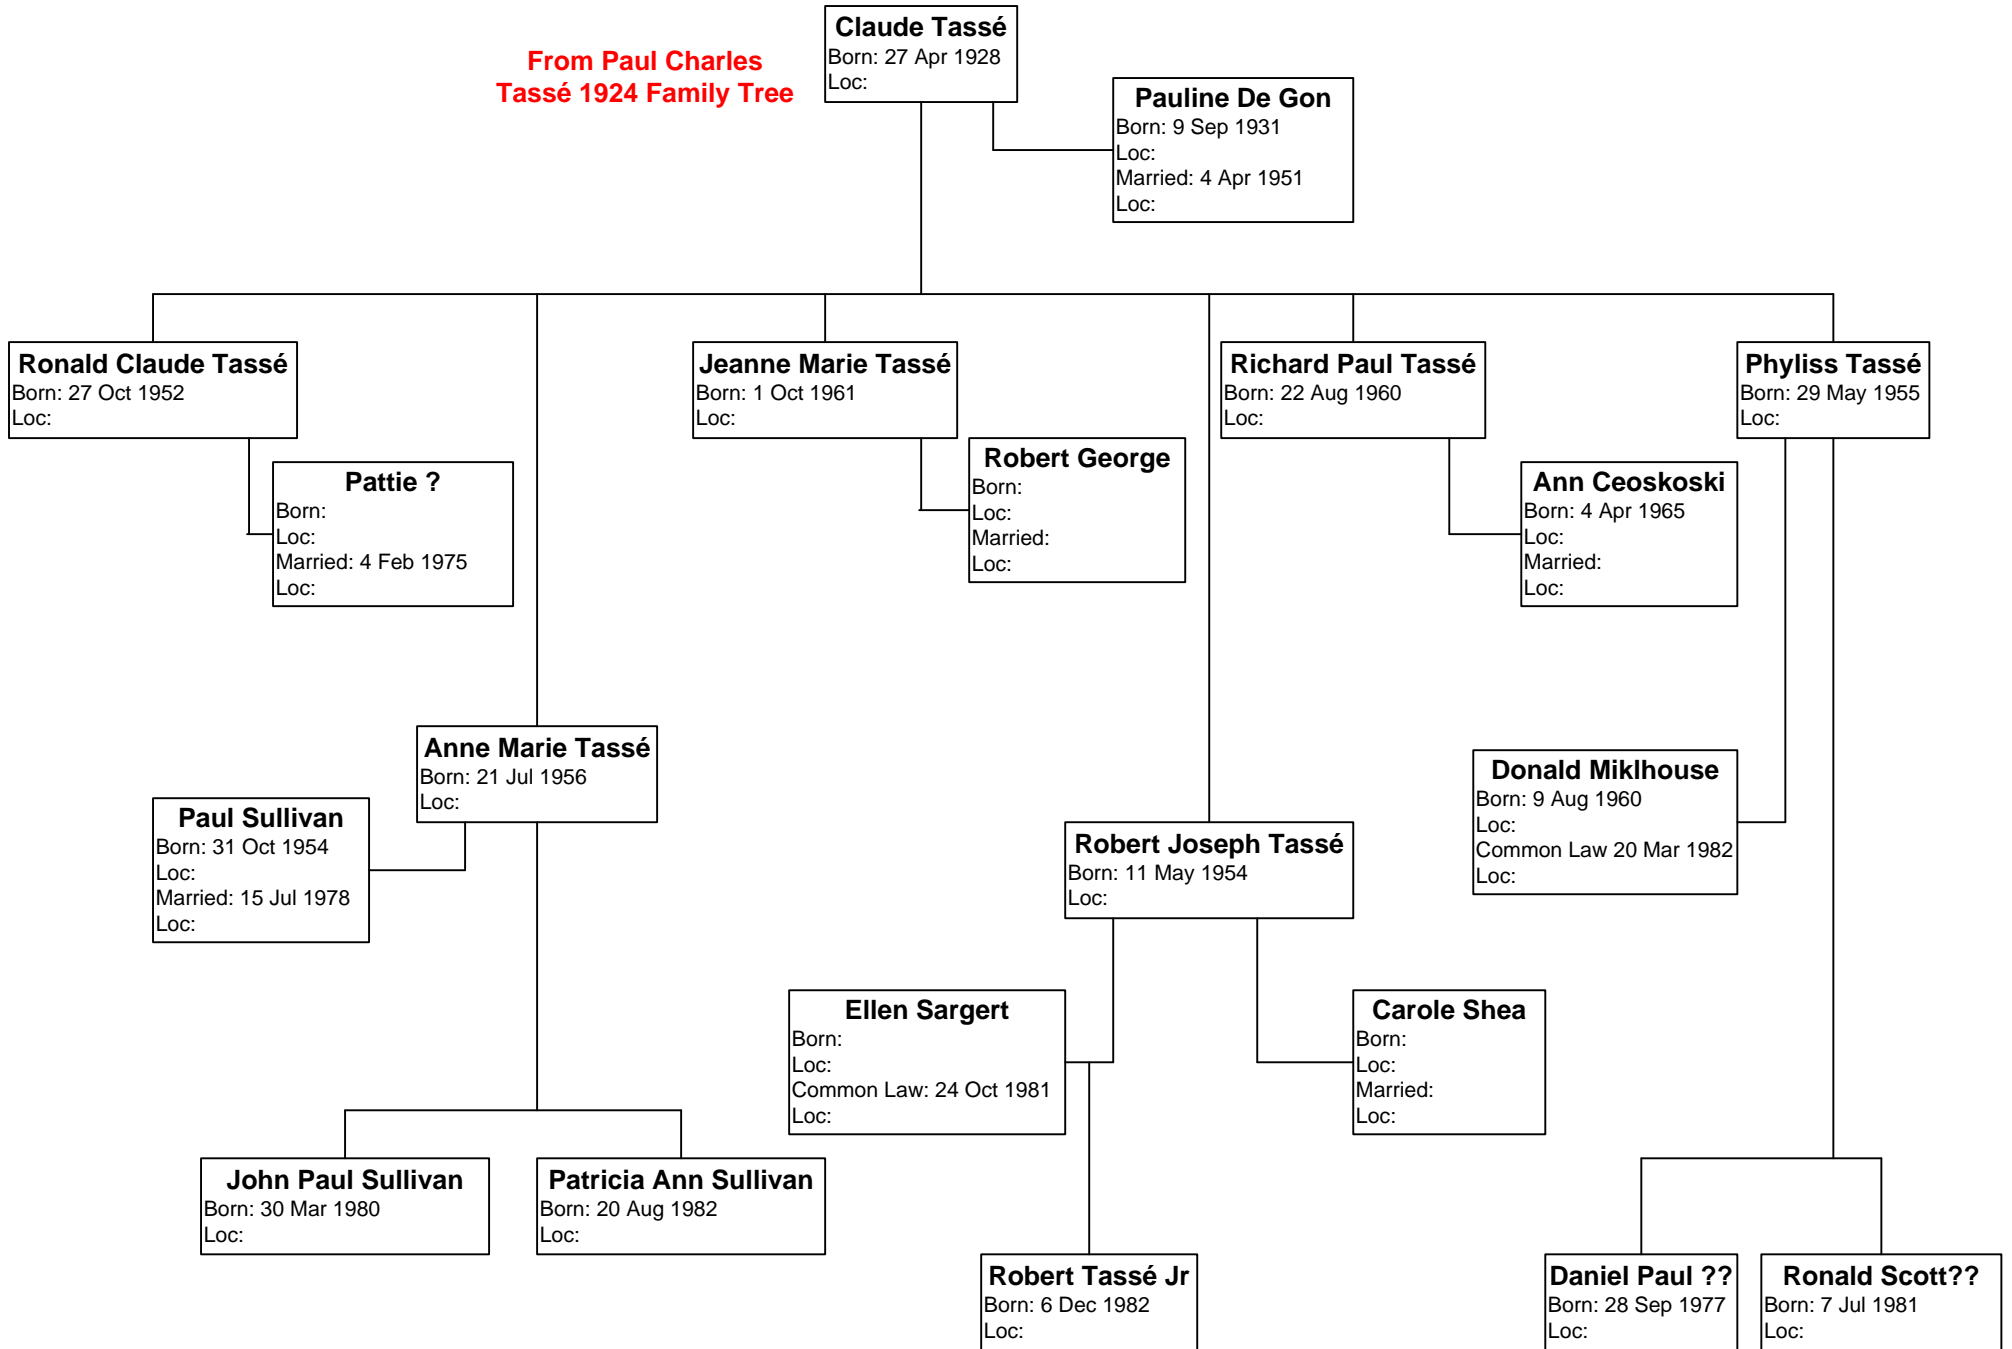 From Paul Charles
Tassé 1924 Family Tree
Claude Tassé
Born: 27 Apr 1928
Loc:
Pauline De Gon
Born: 9 Sep 1931
Loc:
Married: 4 Apr 1951
Loc:
Ronald Claude Tassé
Born: 27 Oct 1952
Loc:
Pattie ?
Born:
Loc:
Married: 4 Feb 1975
Loc:
Jeanne Marie Tassé
Born: 1 Oct 1961
Loc:
Robert George
Born:
Loc:
Married:
Loc:
Richard Paul Tassé
Born: 22 Aug 1960
Loc:
Ann Ceoskoski
Born: 4 Apr 1965
Loc:
Married:
Loc:
Phyliss Tassé
Born: 29 May 1955
Loc:
Anne Marie Tassé
Born: 21 Jul 1956
Loc:
Paul Sullivan
Born: 31 Oct 1954
Loc:
Married: 15 Jul 1978
Loc:
Robert Joseph Tassé
Born: 11 May 1954
Loc:
Donald Miklhouse
Born: 9 Aug 1960
Loc:
Common Law 20 Mar 1982
Loc:
Ellen Sargert
Born:
Loc:
Common Law: 24 Oct 1981
Loc:
Carole Shea
Born:
Loc:
Married:
Loc:
John Paul Sullivan
Born: 30 Mar 1980
Loc:
Patricia Ann Sullivan
Born: 20 Aug 1982
Loc:
Robert Tassé Jr
Born: 6 Dec 1982
Loc:
Daniel Paul ??
Born: 28 Sep 1977
Loc:
Ronald Scott??
Born: 7 Jul 1981
Loc: